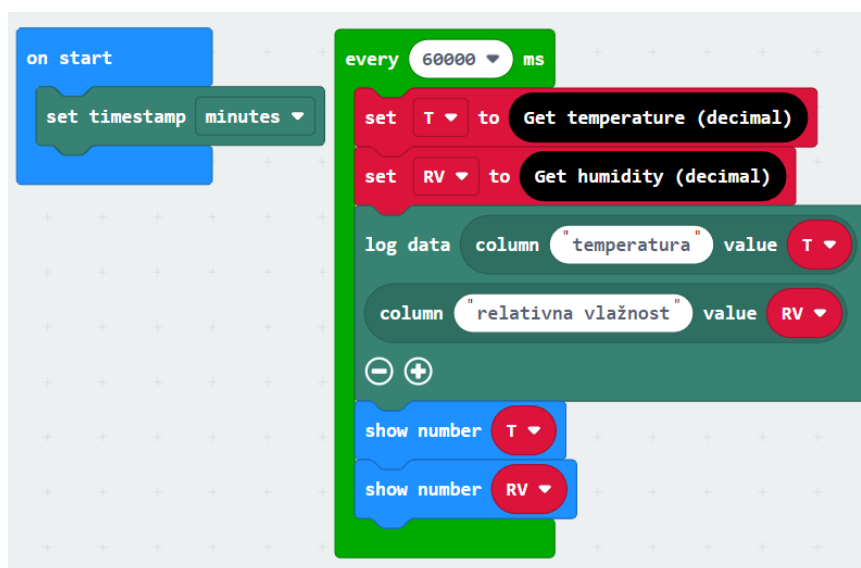 on start
set timestamp minutes
every 60000 ms
set T to Get temperature (decimal)
set RV to Get humidity (decimal)
log data column "temperatura" value T
column "relativna vlažnost" value RV
show number T
show number RV